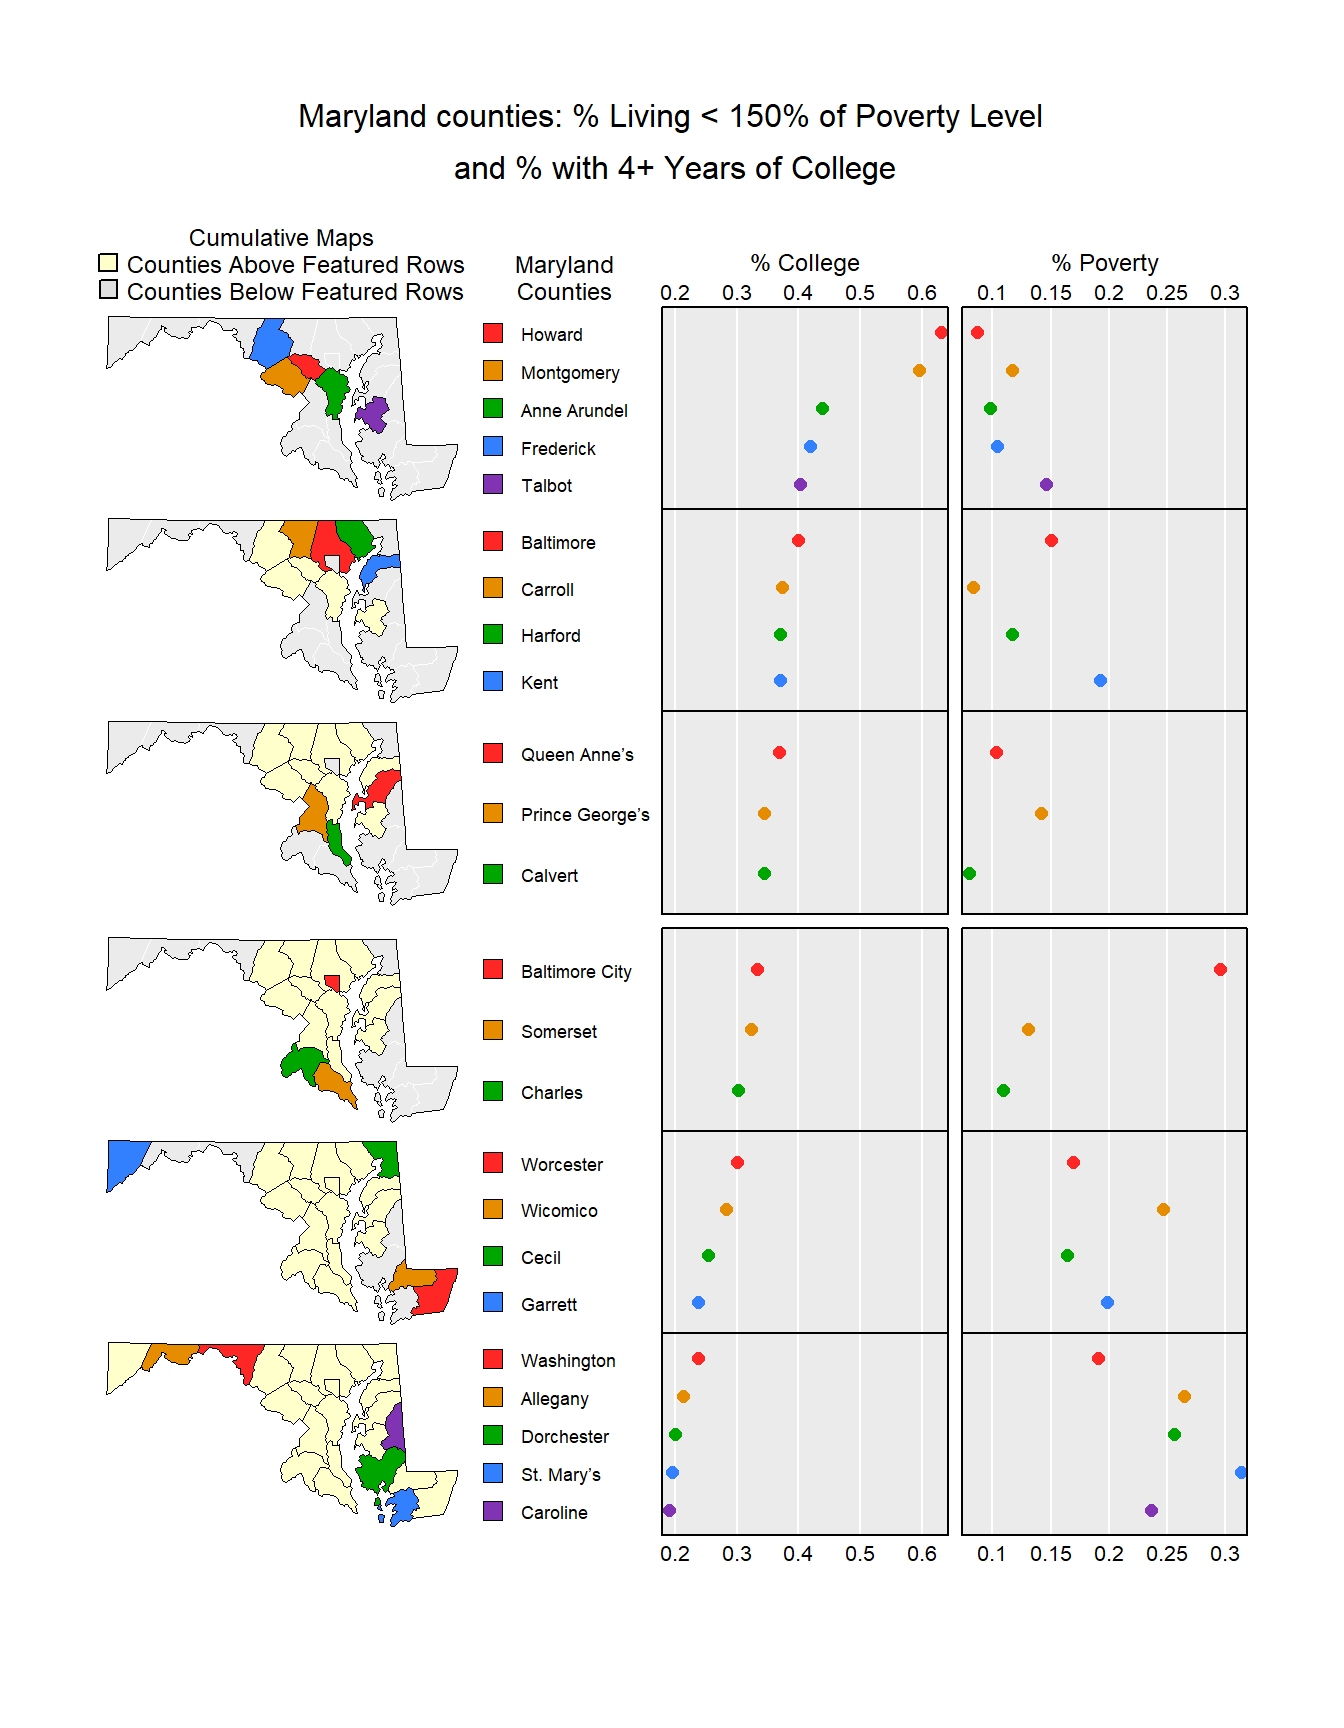 Maryland counties: % Living < 150% of Poverty Level
and % with 4+ Years of College
Cumulative Maps
Counties Above Featured Rows
Counties Below Featured Rows
Maryland
Counties
% College
0.2 0.3 0.4 0.5 0.6
% Poverty
0.1 0.15 0.2 0.25 0.3
Howard
Montgomery
Anne Arundel
Frederick
Talbot
Baltimore
Carroll
Harford
Kent
Queen Anne's
Prince George's
Calvert
Baltimore City
Somerset
Charles
Worcester
Wicomico
Cecil
Garrett
Washington
Allegany
Dorchester
St. Mary's
Caroline
0.2 0.3 0.4 0.5 0.6
0.1 0.15 0.2 0.25 0.3